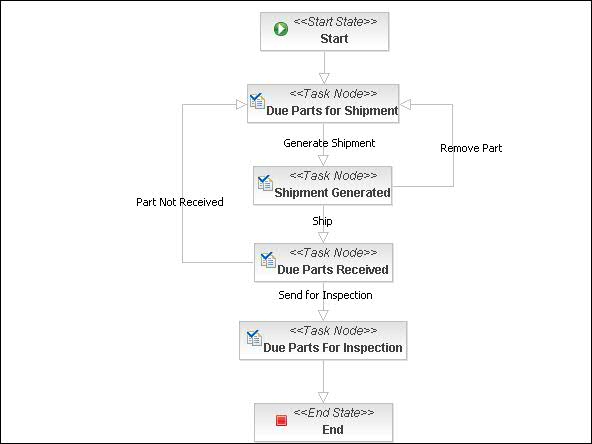 <<Start State>>
Start
<<Task Node>>
Due Parts for Shipment
Generate Shipment
Remove Part
<<Task Node>>
Shipment Generated
Part Not Received
Ship
<<Task Node>>
Due Parts Received
Send for Inspection
<<Task Node>>
Due Parts For Inspection
<<End State>>
End